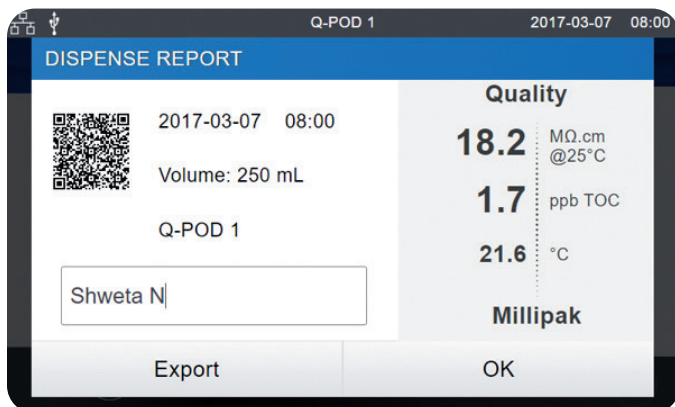 Q-POD 1 2017-03-07 08:00
DISPENSE REPORT
2017-03-07 08:00
Volume: 250 mL
Q-POD 1
Shweta N
Quality
18.2 MΩ.cm
@25°C
1.7 ppb TOC
21.6 °C
Millipak
Export OK